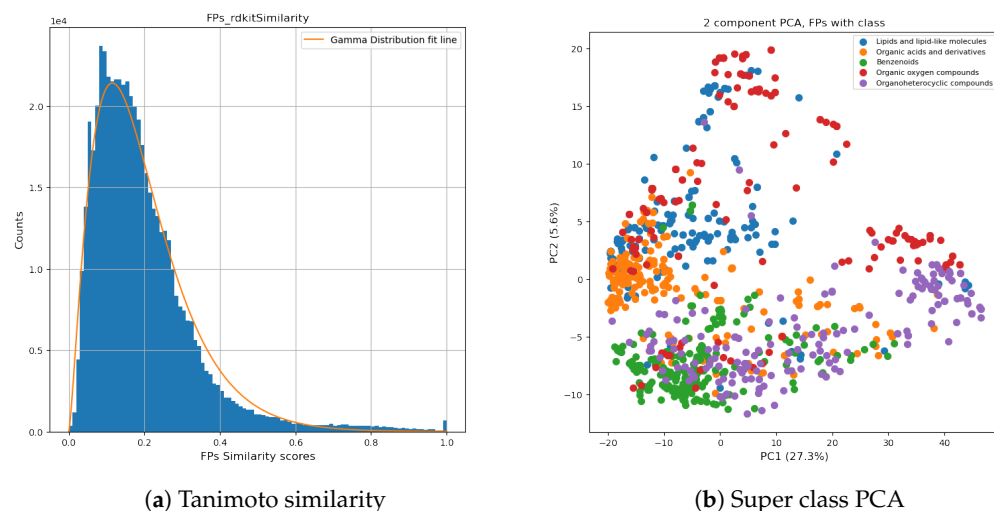 FPs_rdkitSimilarity
1e4
Gamma Distribution fit line
2.0
1.5
1.0
0.5
0.0
Counts
0.0 0.2 0.4 0.6 0.8 1.0
FPs Similarity scores
(a) Tanimoto similarity
2 component PCA, FPs with class
Lipids and lipid-like molecules
Organic acids and derivatives
Benzenoids
Organic oxygen compounds
Organoheterocyclic compounds
20
15
10
5
0
−5
−10
PC2 (5.6%)
−20 −10 0 10 20 30 40
PC1 (27.3%)
(b) Super class PCA